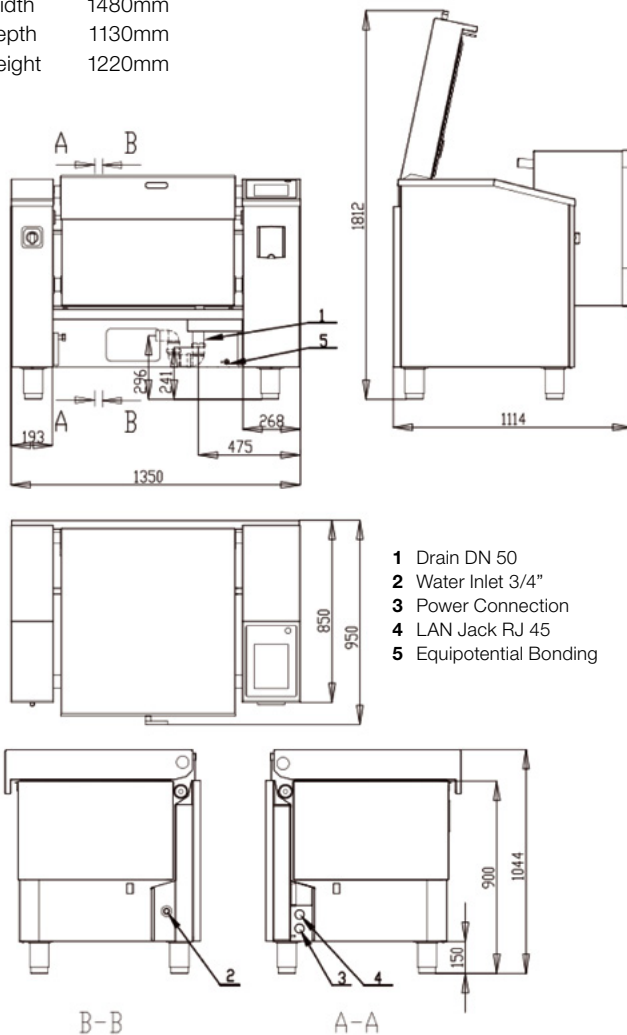 idth 1480mm
epth 1130mm
eight 1220mm
A B
1
5
296
241
A B
193
268
475
1350
1812
1114
850
950
1 Drain DN 50
2 Water Inlet 3/4”
3 Power Connection
4 LAN Jack RJ 45
5 Equipotential Bonding
2
3 4
150
900
1044
B-B A-A